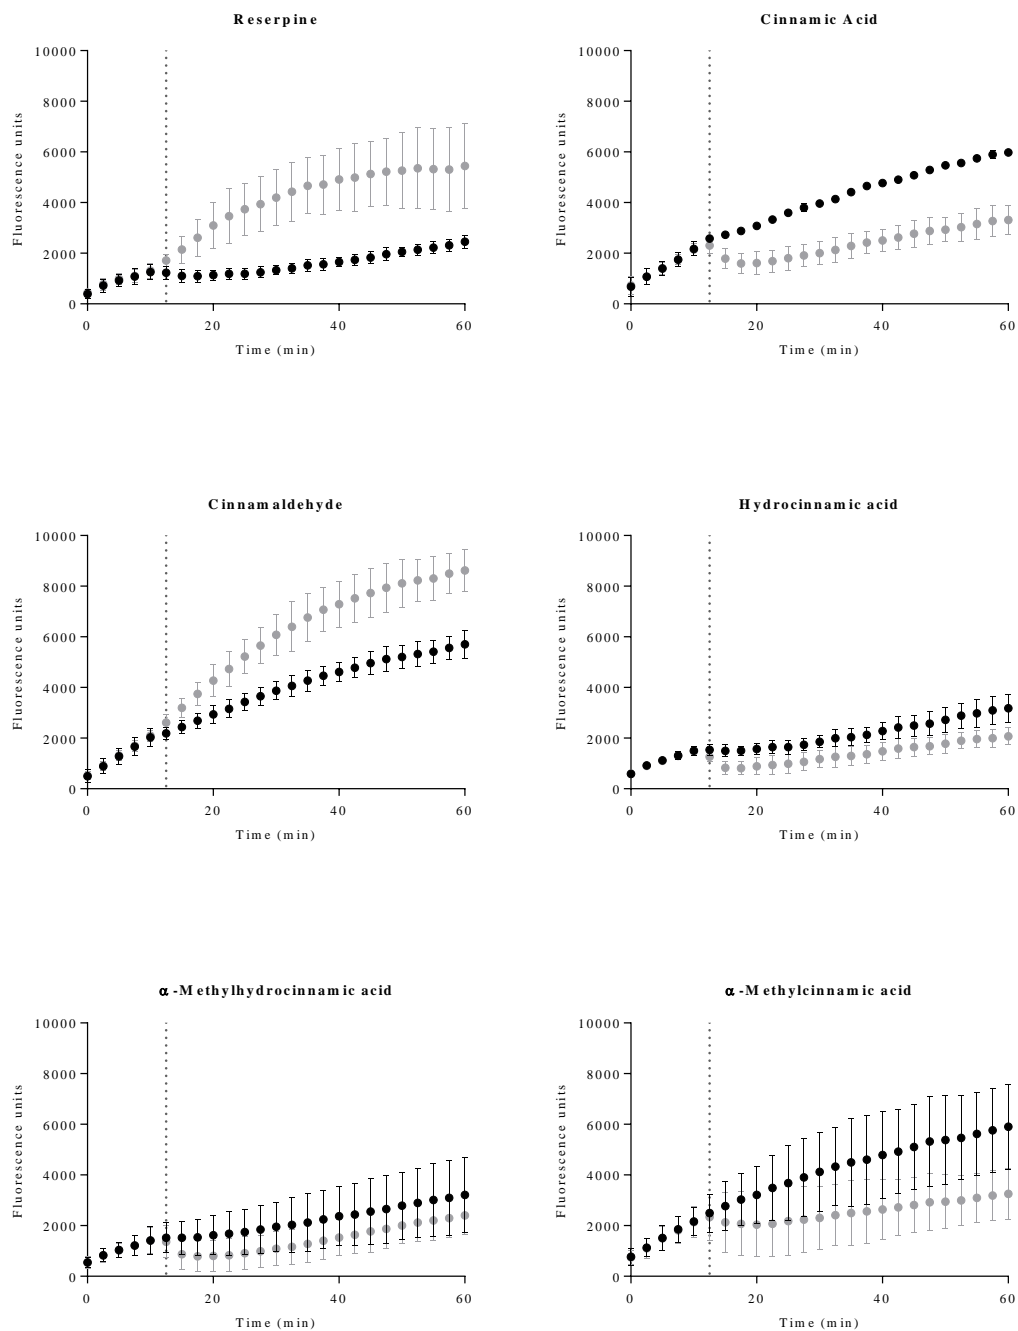 Reserpine
10000
8000
6000
4000
2000
0
Fluorescence units
0 20 40 60
Time (min)
Cinnamic Acid
10000
8000
6000
4000
2000
0
Fluorescence units
0 20 40 60
Time (min)
Cinnamaldehyde
10000
8000
6000
4000
2000
0
Fluorescence units
0 20 40 60
Time (min)
Hydrocinnamic acid
10000
8000
6000
4000
2000
0
Fluorescence units
0 20 40 60
Time (min)
α-Methylhydrocinnamic acid
10000
8000
6000
4000
2000
0
Fluorescence units
0 20 40 60
Time (min)
α-Methylcinnamic acid
10000
8000
6000
4000
2000
0
Fluorescence units
0 20 40 60
Time (min)